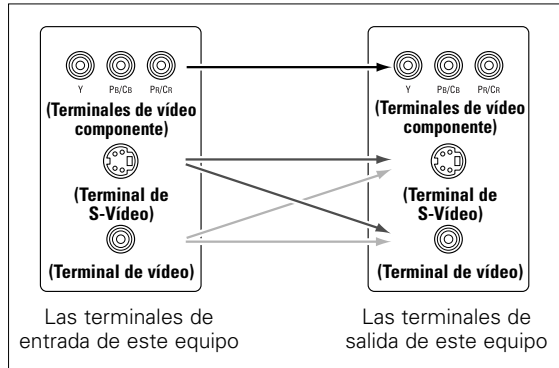 Y PB/CB PR/CR
(Terminales de vídeo
componente)
(Terminal de
S-Vídeo)
(Terminal de vídeo)
Las terminales de
entrada de este equipo
Y PB/CB PR/CR
(Terminales de vídeo
componente)
(Terminal de
S-Vídeo)
(Terminal de vídeo)
Las terminales de
salida de este equipo